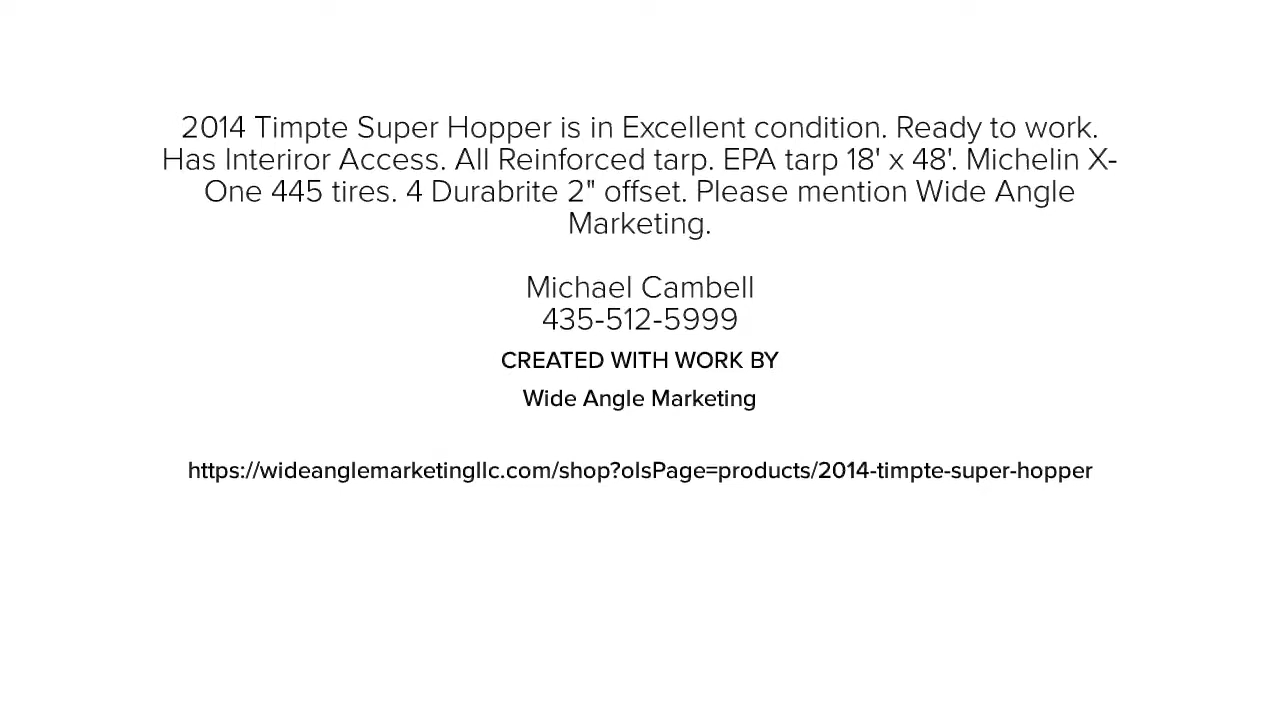 2014 Timpte Super Hopper is in Excellent condition. Ready to work.
Has Interiror Access. All Reinforced tarp. EPA tarp 18' x 48'. Michelin X-
One 445 tires. 4 Durabrite 2" offset. Please mention Wide Angle
Marketing.
Michael Cambell
435-512-5999
CREATED WITH WORK BY
Wide Angle Marketing
https://wideanglemarketingllc.com/shop?olsPage=products/2014-timpte-super-hopper